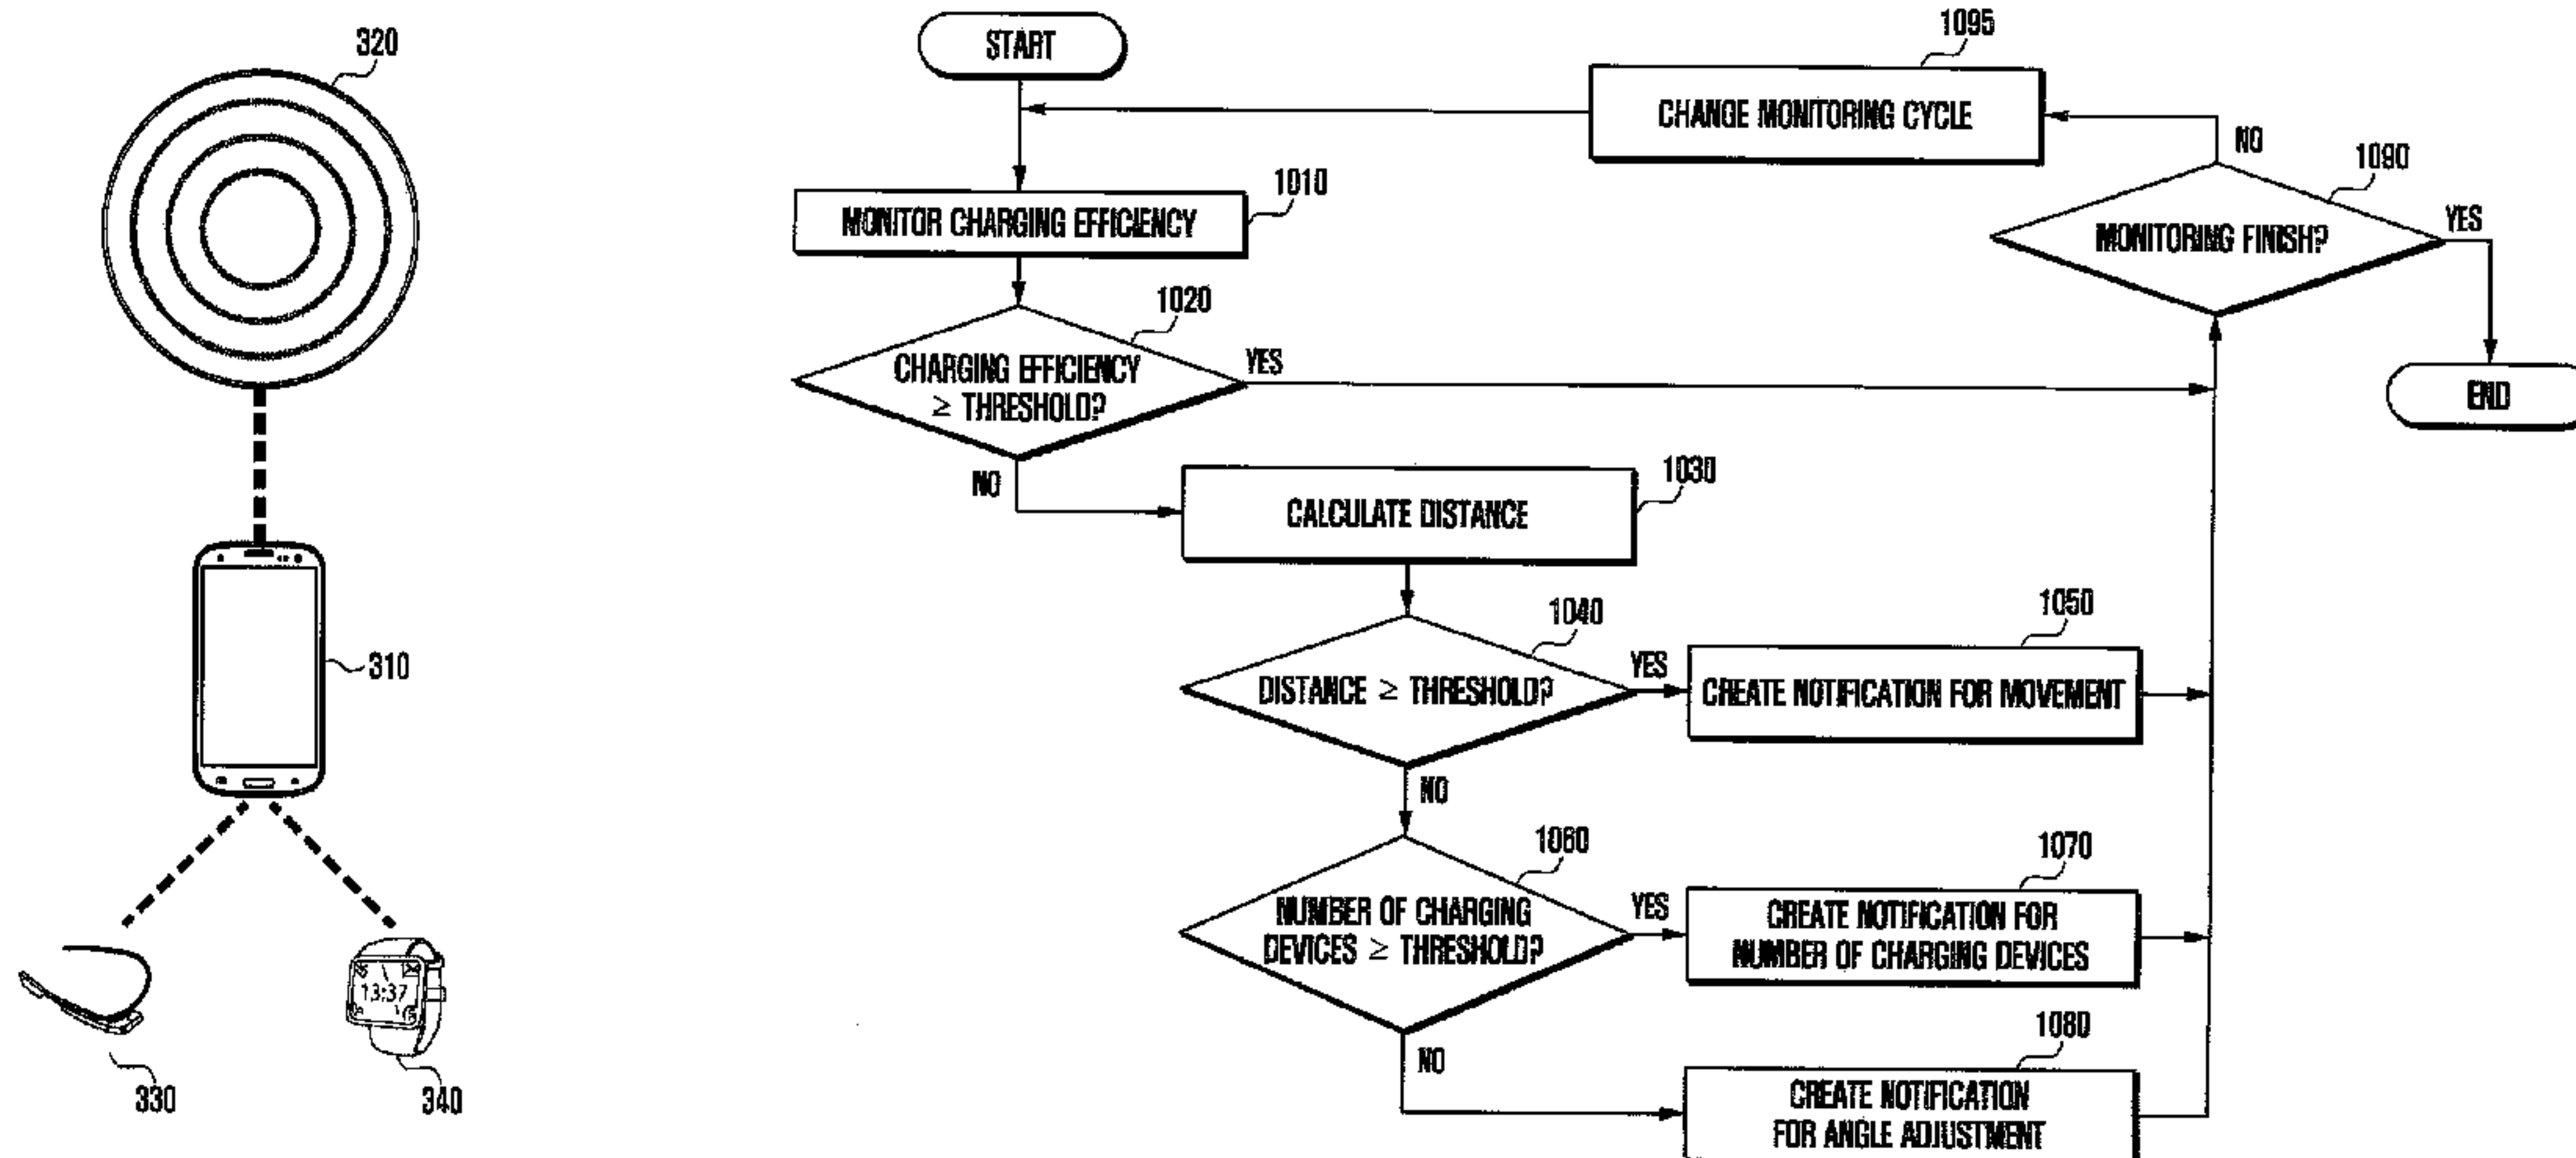 320
310
13:37
330
340
START
1095
CHANGE MONITORING CYCLE
NO
1090
MONITORING FINISH?
YES
END
1010
MONITOR CHARGING EFFICIENCY
1020
CHARGING EFFICIENCY
≥ THRESHOLD?
YES
NO
1030
CALCULATE DISTANCE
1040
DISTANCE ≥ THRESHOLD?
YES
1050
CREATE NOTIFICATION FOR MOVEMENT
NO
1060
NUMBER OF CHARGING
DEVICES ≥ THRESHOLD?
YES
1070
CREATE NOTIFICATION FOR
NUMBER OF CHARGING DEVICES
NO
1080
CREATE NOTIFICATION
FOR ANGLE ADJUSTMENT